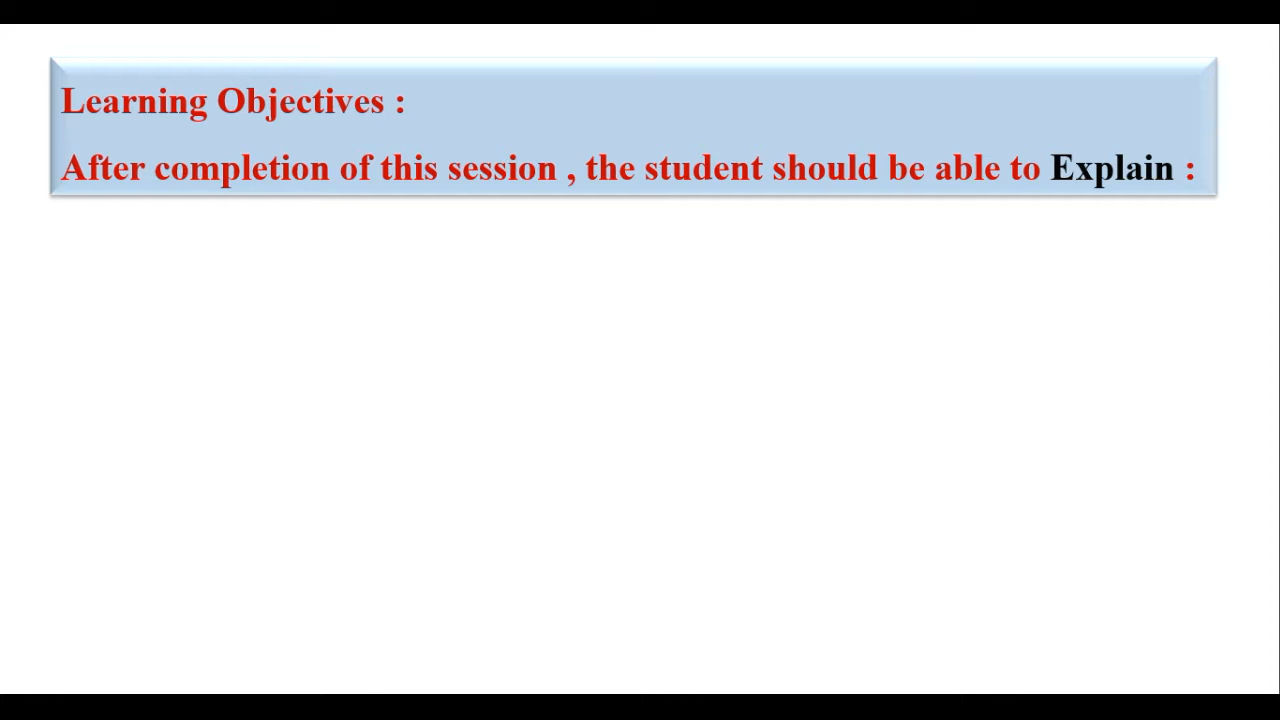 Learning Objectives :
After completion of this session , the student should be able to Explain :